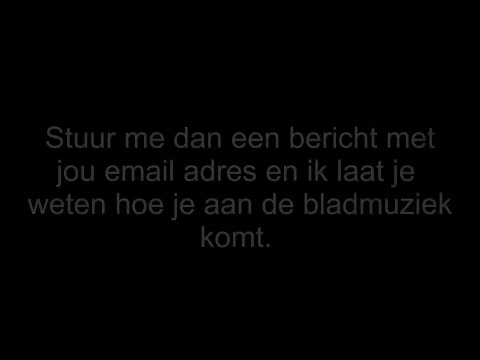 Stuur me dan een bericht met
jou email adres en ik laat je
weten hoe je aan de bladmuziek
komt.